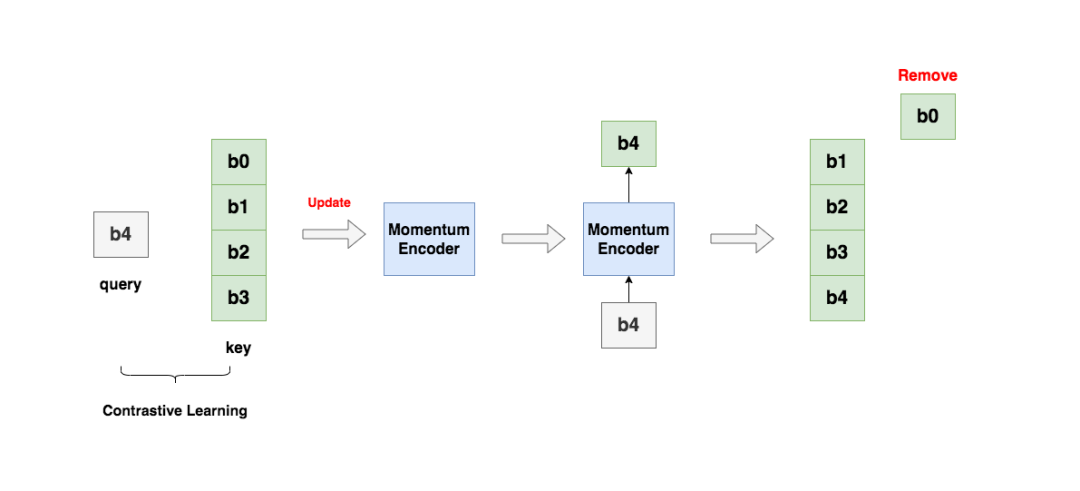 b4
query
b0
b1
b2
b3
key
Contrastive Learning
Update
Momentum
Encoder
b4
Momentum
Encoder
b4
Remove
b0
b1
b2
b3
b4